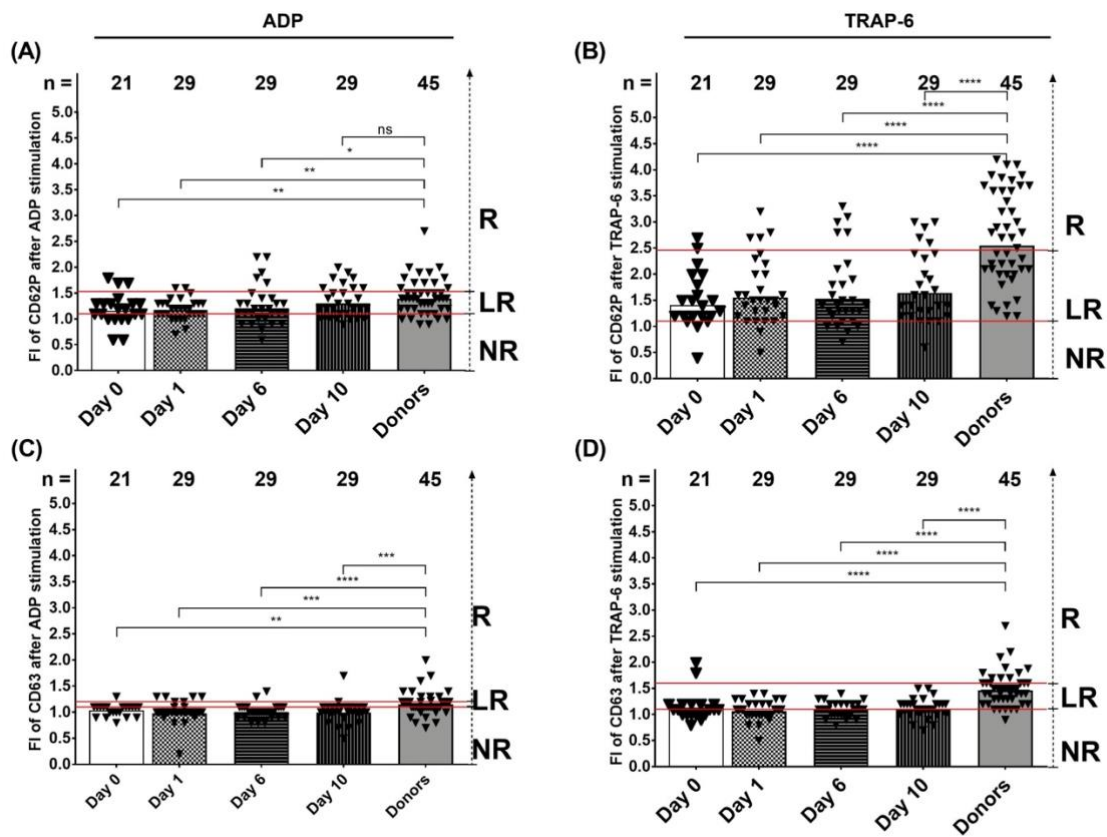 ADP
TRAP-6
(A)
n = 21 29 29 29 45
FI of CD62P after ADP stimulation
5.0
4.5
4.0
3.5
3.0
2.5
2.0
1.5
1.0
0.5
0.0
ns
*
**
**
R
LR
NR
Day 0 Day 1 Day 6 Day 10 Donors
(B)
n = 21 29 29 29 45
FI of CD62P after TRAP-6 stimulation
5.0
4.5
4.0
3.5
3.0
2.5
2.0
1.5
1.0
0.5
0.0
****
****
****
****
R
LR
NR
Day 0 Day 1 Day 6 Day 10 Donors
(C)
n = 21 29 29 29 45
FI of CD63 after ADP stimulation
5.0
4.5
4.0
3.5
3.0
2.5
2.0
1.5
1.0
0.5
0.0
***
****
***
**
R
LR
NR
Day 0 Day 1 Day 6 Day 10 Donors
(D)
n = 21 29 29 29 45
FI of CD63 after TRAP-6 stimulation
5.0
4.5
4.0
3.5
3.0
2.5
2.0
1.5
1.0
0.5
0.0
****
****
****
****
R
LR
NR
Day 0 Day 1 Day 6 Day 10 Donors